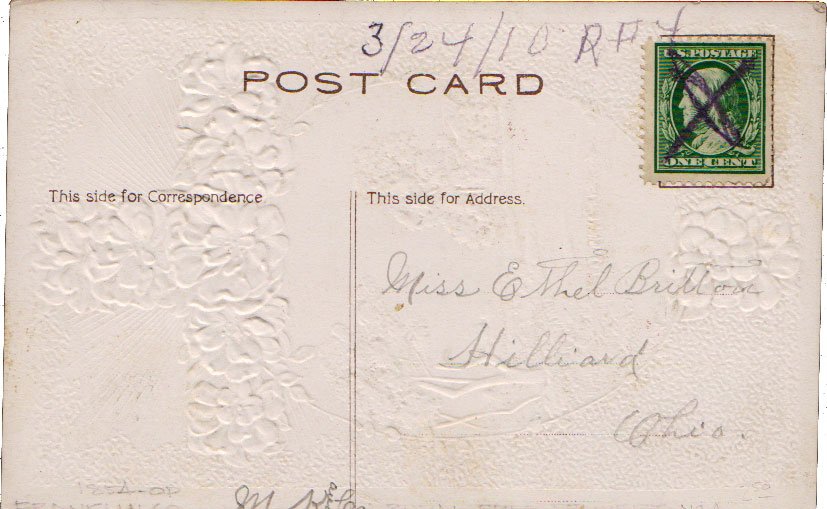 3/24/10 R#4
POST CARD
U.S. POSTAGE
ONE CENT
This side for Correspondence
This side for Address.
Miss Ethel Britton
Hilliard
Ohio.